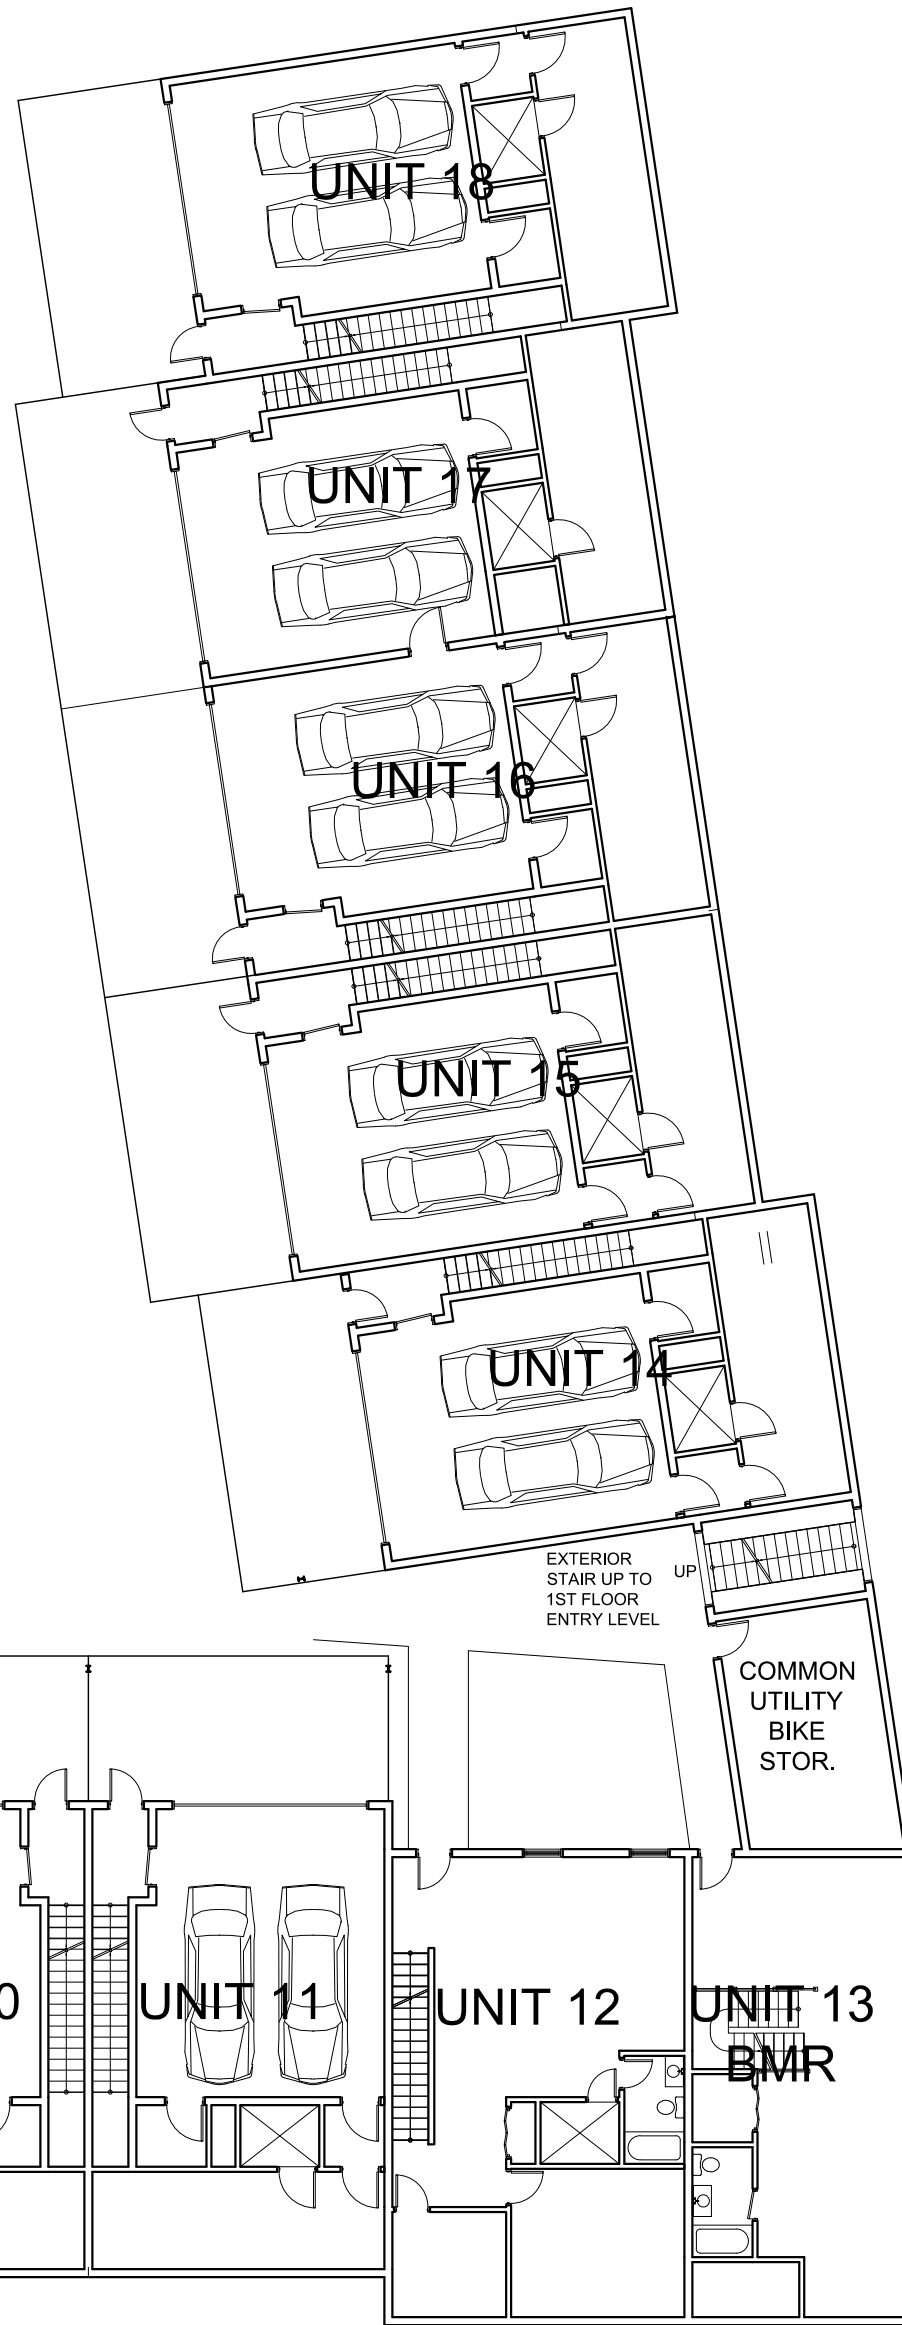 UNIT 18
UNIT 17
UNIT 16
UNIT 15
UNIT 14
EXTERIOR
STAIR UP TO
1ST FLOOR
ENTRY LEVEL
UP
COMMON
UTILITY
BIKE
STOR.
0
UNIT 11
UNIT 12
UNIT 13
BMR